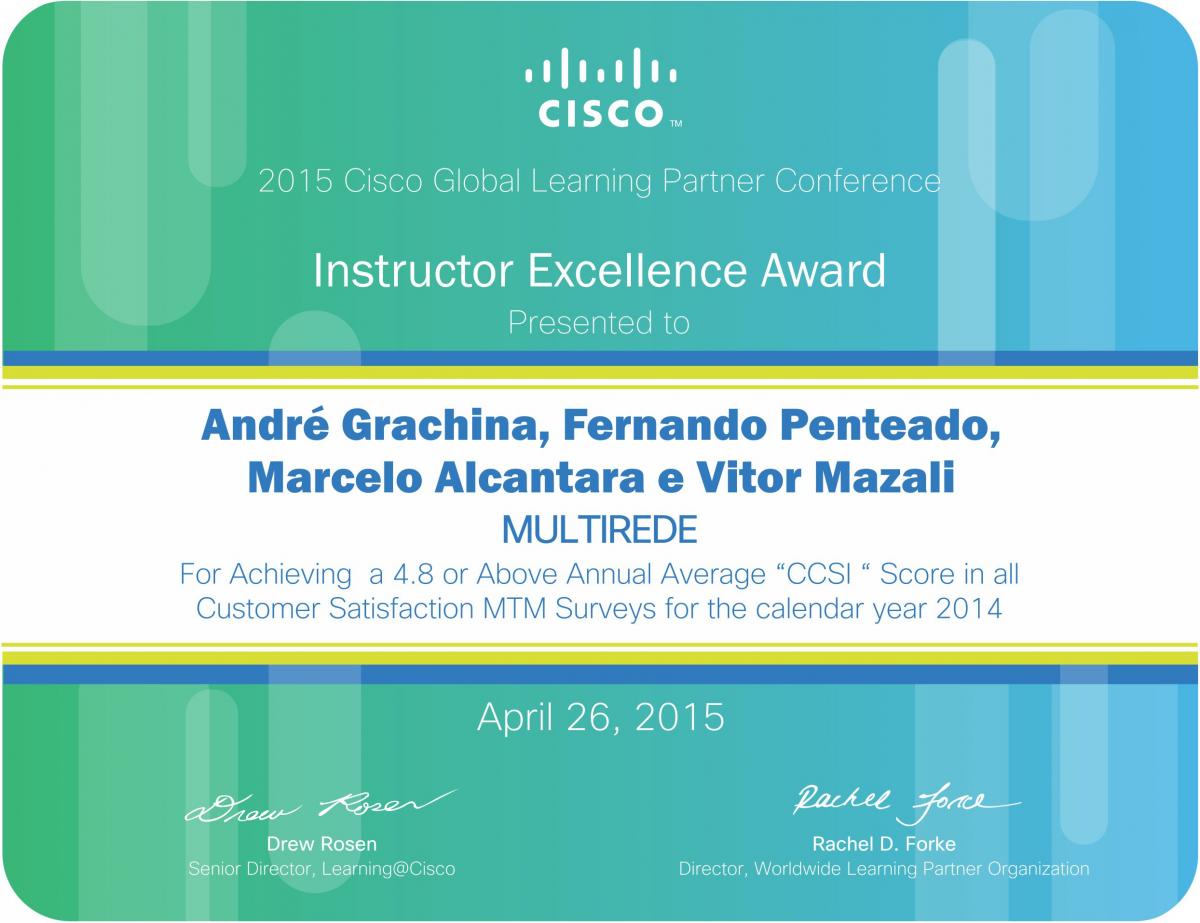 CISCO™
2015 Cisco Global Learning Partner Conference
Instructor Excellence Award
Presented to
André Grachina, Fernando Penteado,
Marcelo Alcantara e Vitor Mazali
MULTIREDE
For Achieving  a 4.8 or Above Annual Average “CCSI “ Score in all
Customer Satisfaction MTM Surveys for the calendar year 2014
April 26, 2015
Drew Rosen
Rachel Forke
Drew Rosen
Senior Director, Learning@Cisco
Rachel D. Forke
Director, Worldwide Learning Partner Organization